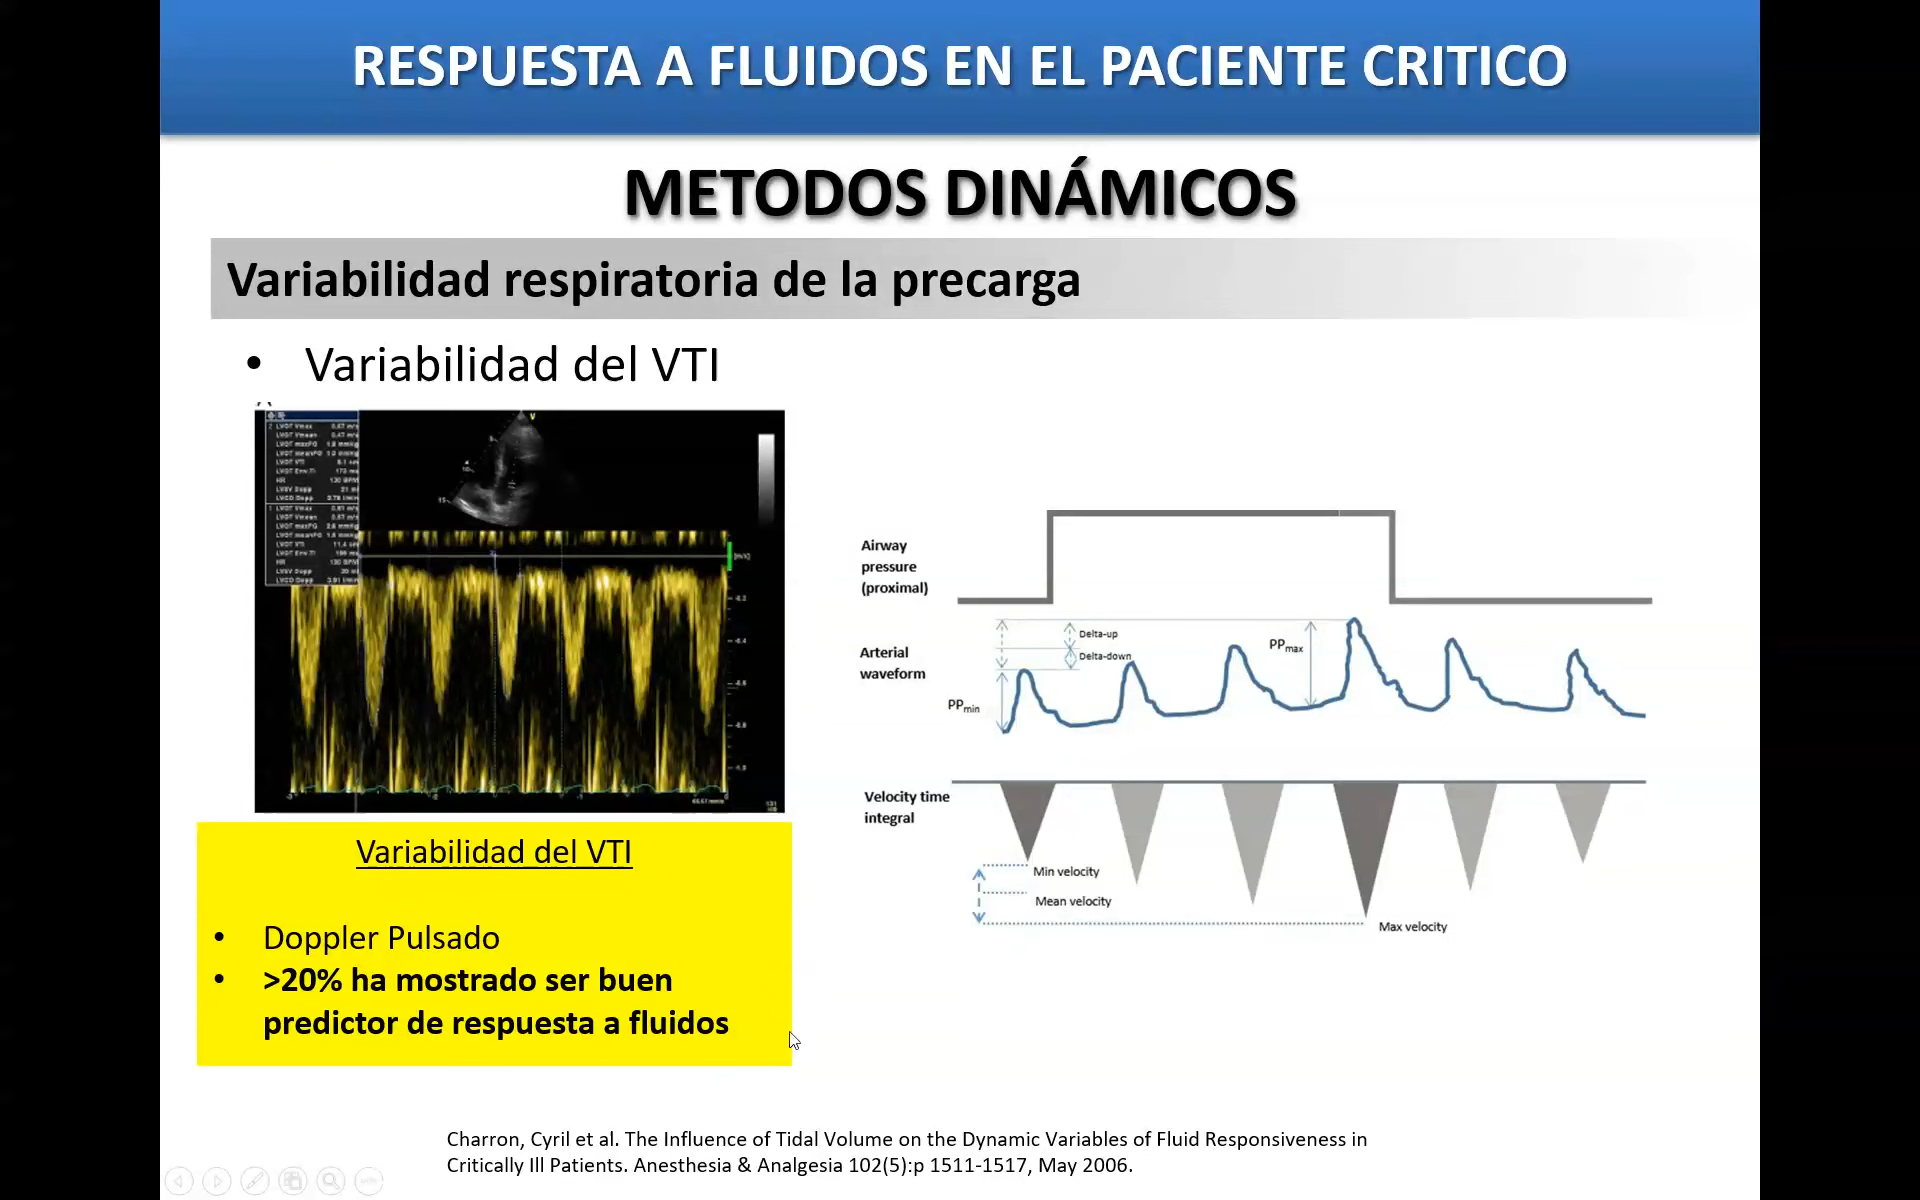 RESPUESTA A FLUIDOS EN EL PACIENTE CRITICO
METODOS DINÁMICOS
Variabilidad respiratoria de la precarga
• Variabilidad del VTI
V
Airway
pressure
(proximal)
Arterial
waveform
Delta-up
Delta-down
PPmax
PPmin
Velocity time
integral
Min velocity
Mean velocity
Max velocity
Variabilidad del VTI
• Doppler Pulsado
• >20% ha mostrado ser buen
predictor de respuesta a fluidos
Charron, Cyril et al. The Influence of Tidal Volume on the Dynamic Variables of Fluid Responsiveness in
Critically Ill Patients. Anesthesia & Analgesia 102(5):p 1511-1517, May 2006.